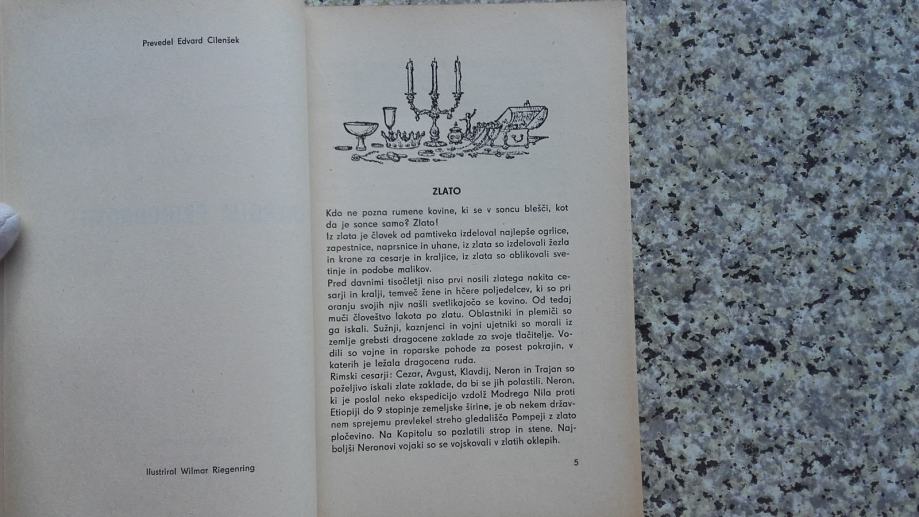 Prevedel Edvard Cilenšek
Ilustriral Wilmar Riegenring
ZLATO
Kdo ne pozna rumene kovine, ki se v soncu blešči, kot
da je sonce samo? Zlato!
Iz zlata je človek od pamtiveka izdeloval najlepše ogrlice,
zapestnice, naprsnice in uhane, iz zlata so izdelovali žezla
in krone za cesarje in kraljice, iz zlata so oblikovali sve-
tinje in podobe malikov.
Pred davnimi tisočletji niso prvi nosili zlatega nakita ce-
sarji in kralji, temveč žene in hčere poljedelcev, ki so pri
oranju svojih njiv našli svetlikajočo se kovino. Od tedaj
muči človeštvo lakota po zlatu. Oblastniki in plemiči so
ga iskali. Sužnji, kaznjenci in vojni ujetniki so morali iz
zemlje grebsti dragocene zaklade za svoje tlačitelje. Vo-
dili so vojne in roparske pohode za posest pokrajin, v
katerih je ležala dragocena ruda.
Rimski cesarji: Cezar, Avgust, Klavdij, Neron in Trajan so
poželjivo iskali zlate zaklade, da bi se jih polastili. Neron,
ki je poslal neko ekspedicijo vzdolž Modrega Nila proti
Etiopiji do 9 stopinje zemeljske širine, je ob nekem držav-
nem sprejemu prevlekel streho gledališča Pompeji z zlato
pločevino. Na Kapitolu so pozlatili strop in stene. Naj-
boljši Neronovi vojaki so se vojskovali v zlatih oklepih.
5